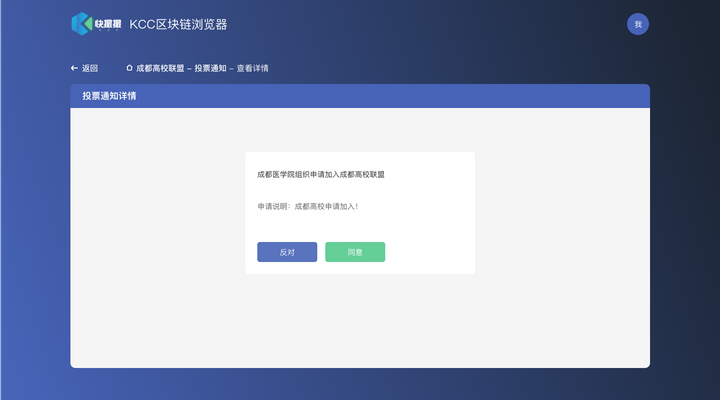 快搜搜 KCC区块链浏览器
我
返回
成都高校联盟 – 投票通知 – 查看详情
投票通知详情
成都医学院组织申请加入成都高校联盟
申请说明：成都高校申请加入！
反对
同意